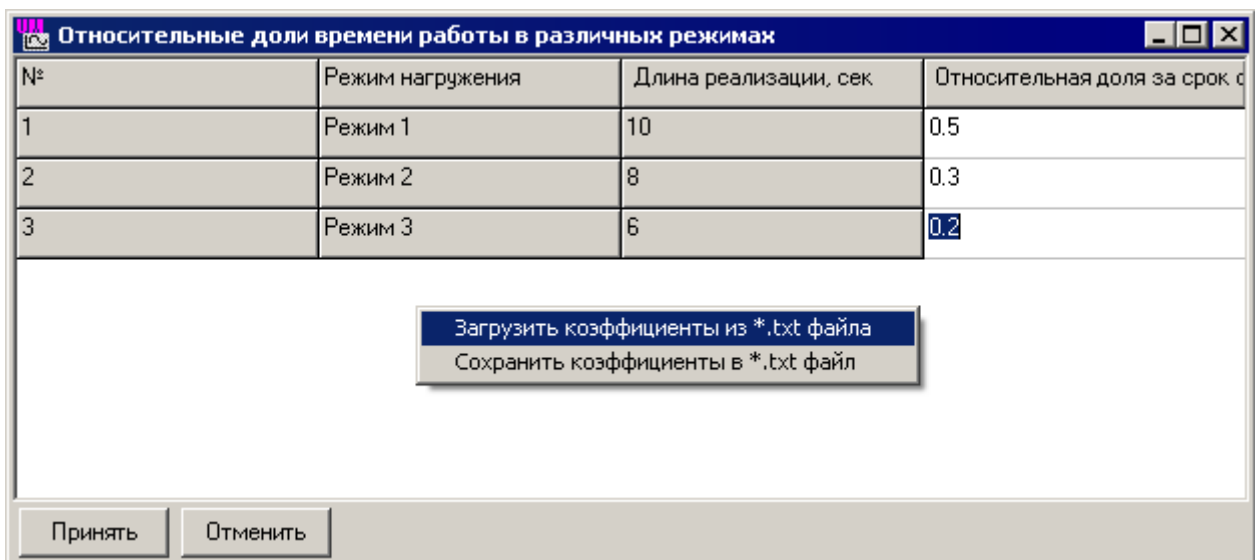 Относительные доли времени работы в различных режимах
№ Режим нагружения Длина реализации, сек Относительная доля за срок
1 Режим 1 10 0.5
2 Режим 2 8 0.3
3 Режим 3 6 0.2
Загрузить коэффициенты из *.txt файла
Сохранить коэффициенты в *.txt файл
Принять Отменить